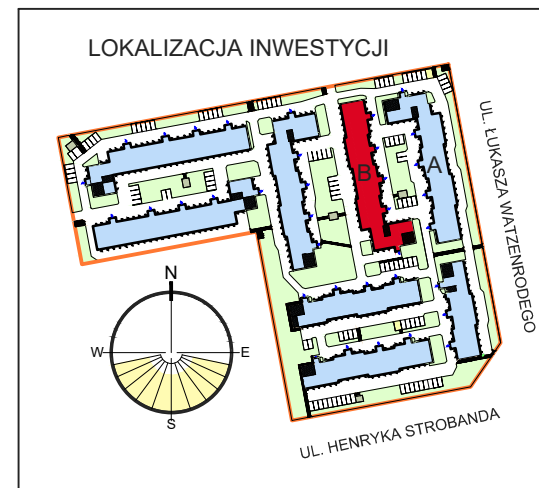 LOKALIZACJA INWESTYCJI
UL. ŁUKASZA WATZENRODEGO
A
B
N
W
E
S
UL. HENRYKA STROBANDA